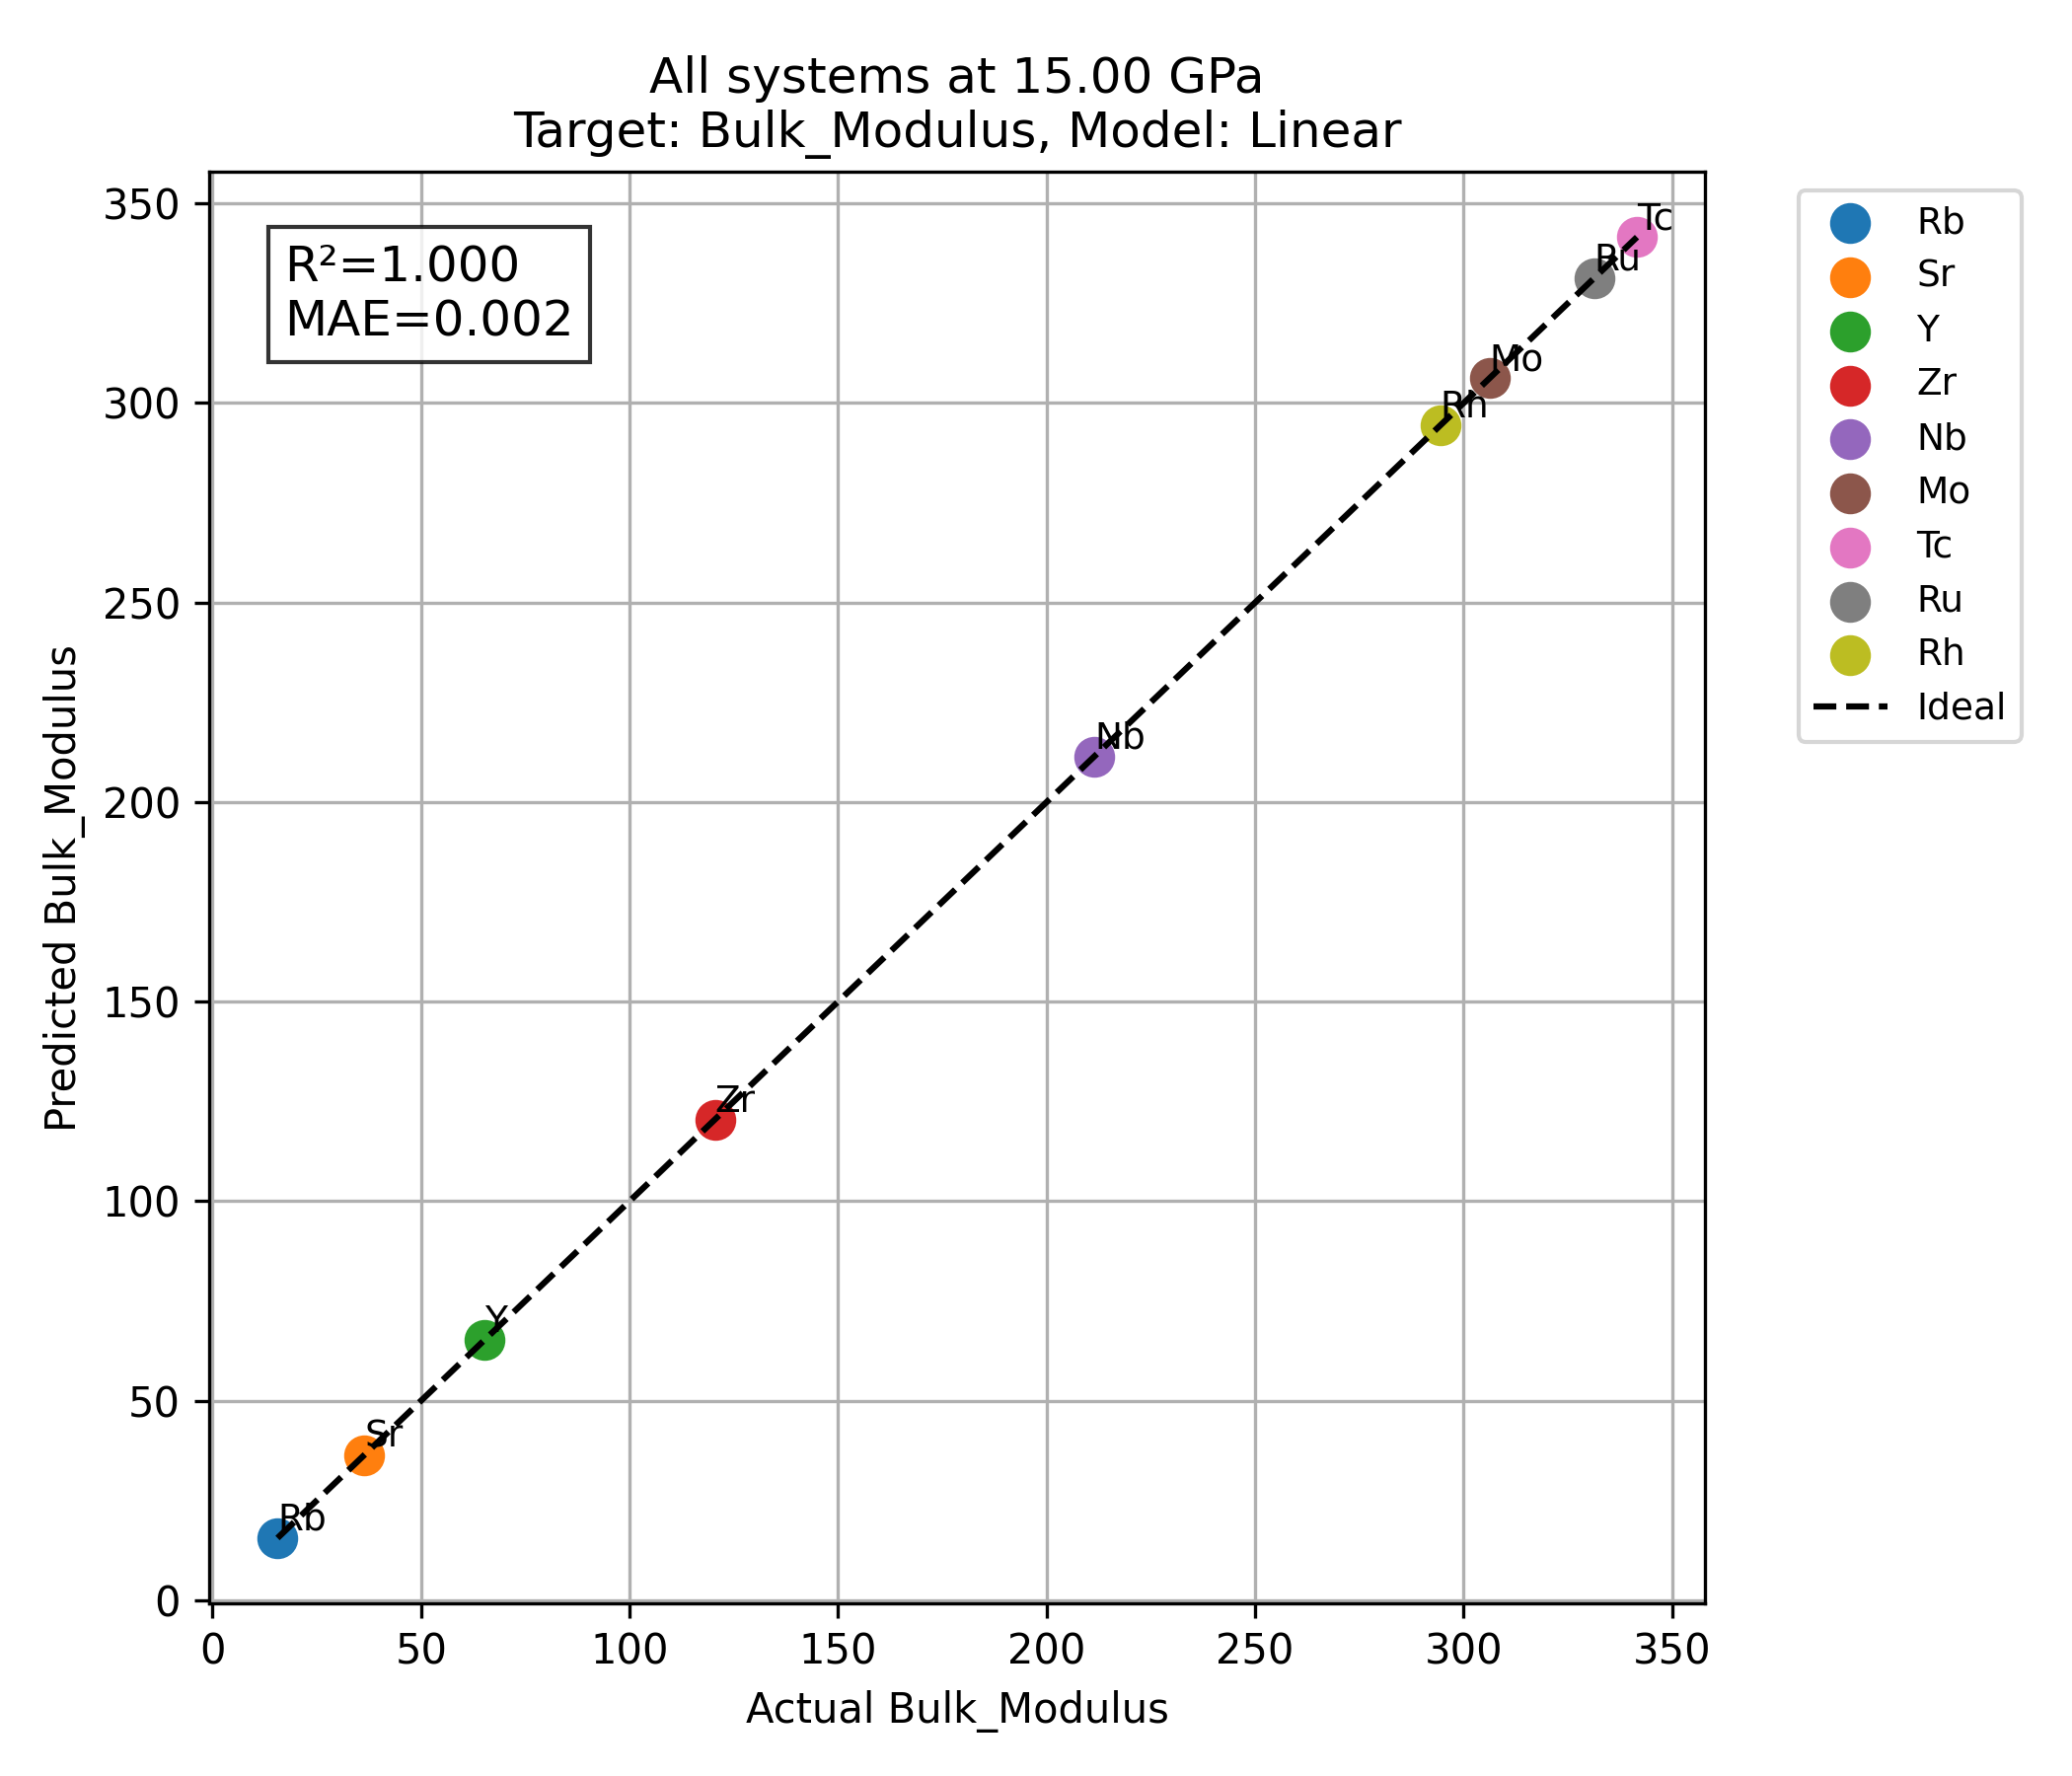 All systems at 15.00 GPa
Target: Bulk_Modulus, Model: Linear
R²=1.000
MAE=0.002
350
300
250
200
150
100
50
0
Predicted Bulk_Modulus
Tc
Ru
Mo
Rh
Nb
Zr
Y
Sr
Rb
0 50 100 150 200 250 300 350
Actual Bulk_Modulus
Rb
Sr
Y
Zr
Nb
Mo
Tc
Ru
Rh
Ideal